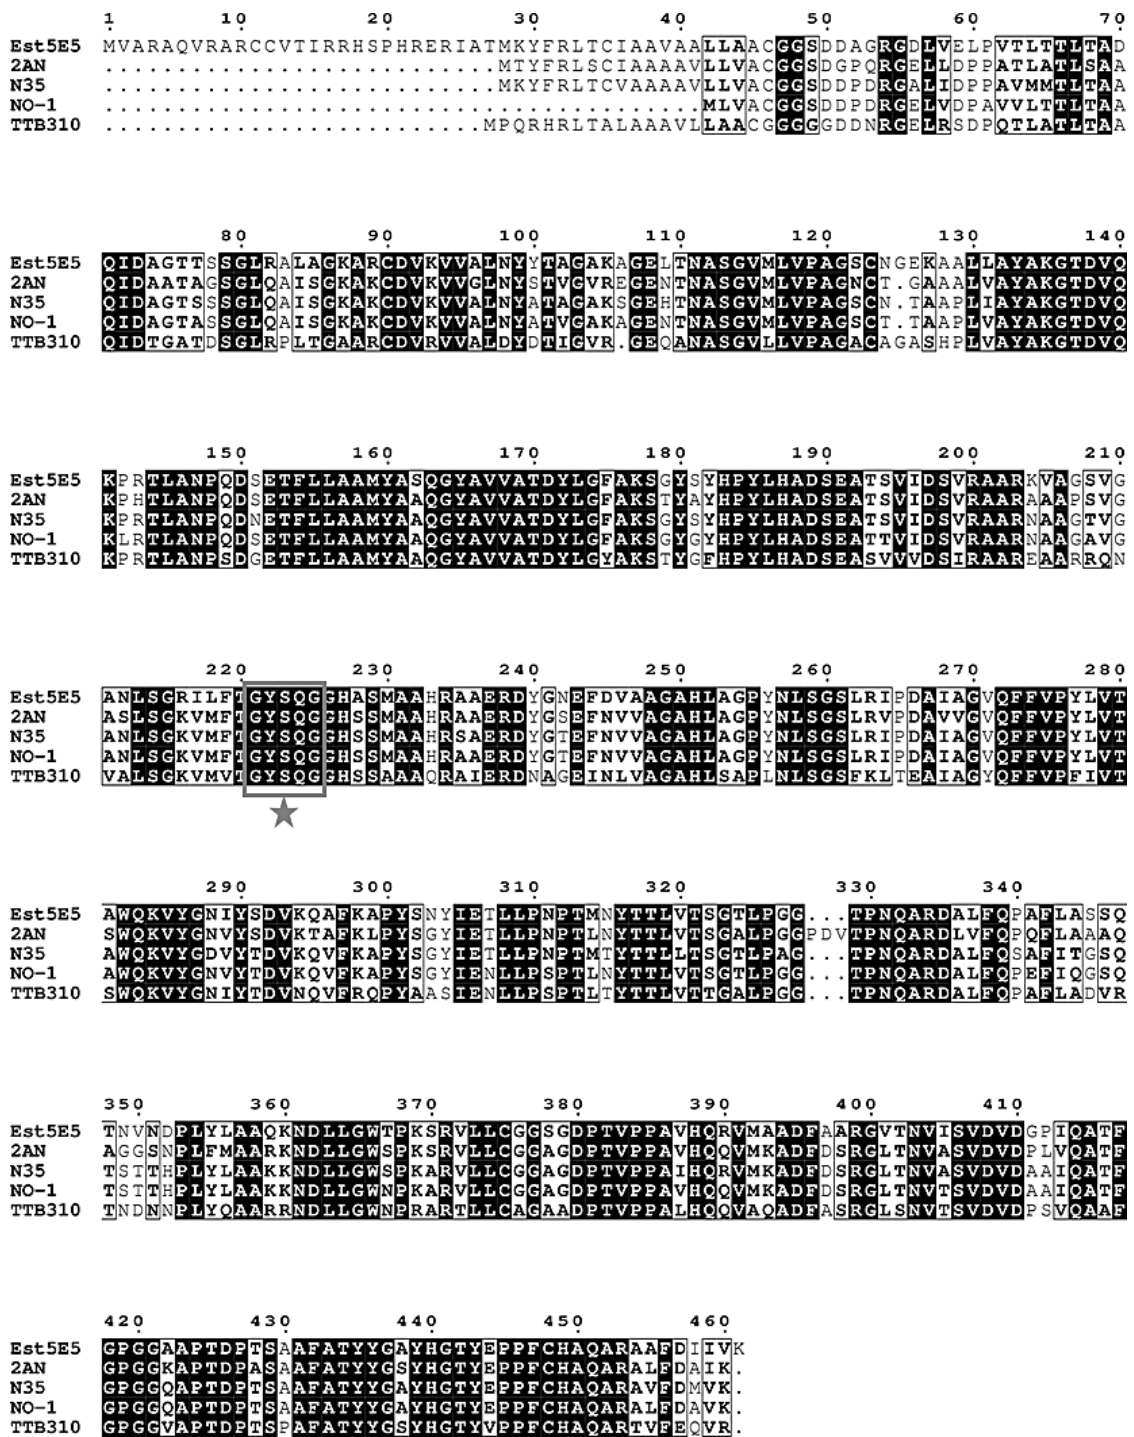 1 10 20 30 40 50 60 70
Est5E5 MVARAQVRARCCVTIRRHSPHRERIATMKYFRLTCIAAVAALLAACGGSDDAGRGDLVELPVTLTTLTAD
2AN ...........................MTYFRLSCIAAAAVLLVACGGSDGPQRGELLDPPATLATLSAA
N35 ...........................MKYFRLTCVAAAAVLLVACGGSDDPDRGALIDPPAVMMTLTAA
NO-1 .........................................MLVACGGSDDPDRGELVDPAVVLTTLTAA
TTB310 ..........................MPQRHRLTALAAAVLLAACGGGGGDDNRGELRSDPQTLATLTAA
80 90 100 110 120 130 140
Est5E5 QIDAGTTSSGLRALAGKARCDVKVVALNYYTAGAKAGELTNASGVMLVPAGSCNGEKAALLAYAKGTDVQ
2AN QIDAATAGSGLQAISGKAKCDVKVVGLNYSTVGVREGENTNASGVMLVPAGNCT.GAAALVAYAKGTDVQ
N35 QIDAGTSSSGLQAISGKAKCDVKVVALNYATAGAKSGEHTNASGVMLVPAGSCN.TAAPLIAYAKGTDVQ
NO-1 QIDAGTASSGLQAISGKAKCDVKVVALNYATVGAKAGENTNASGVMLVPAGSCT.TAAPLVAYAKGTDVQ
TTB310 QIDTGATDSGLRPLTGAARCDVRVVALDYDTIGVR.GEQANASGVLLVPAGACAGASHPLVAYAKGTDVQ
150 160 170 180 190 200 210
Est5E5 KPRTLANPQDSETFLLAAMYASQGYAVVATDYLGFAKSGYSYHPYLHADSEATSVIDSVRAARKVAGSVG
2AN KPHTLANPQDSETFLLAAMYAAQGYAVVATDYLGFAKSGYAYHPYLHADSEATSVIDSVRAARAAAPSVG
N35 KPRTLANPQDNETFLLAAMYAAQGYAVVATDYLGFAKSGYSYHPYLHADSEATSVIDSVRAARNAAGTVG
NO-1 KLRTLANPQDSETFLLAAMYAAQGYAVVATDYLGFAKSGYGYHPYLHADSEATTVIDSVRAARNAAGAVG
TTB310 KPRTLANPSDGETFLLAAMYAAQGYAVVATDYLGYAKSTYGFHPYLHADSEASVVVDSIRAAREAARRQN
220 230 240 250 260 270 280
Est5E5 ANLSGRILFTGYSQGGHASMAAHRAAERDYGNEFDVAAGAHLAGPYNLSGSLRIPDAIAGVQFFVPYLVT
2AN ASLSGKVMFTGYSQGGHSSMAAHRAAERDYGSEFNVVAGAHLAGPYNLSGSLRVPDAVVGVQFFVPYLVT
N35 ANLSGKVMFTGYSQGGHSSMAAHRSAERDYGTEFNVVAGAHLAGPYNLSGSLRIPDAIAGVQFFVPYLVT
NO-1 ANLSGKVMFTGYSQGGHSSMAAHRAAERDYGTEFNVVAGAHLAGPYNLSGSLRIPDAIAGVQFFVPYLVT
TTB310 VALSGKVMVTGYSQGGHSSAAAQRAIERDNAGEINLVAGAHLSAPLNLSGSFKLTEAIAGYQFFVPFIVT
290 300 310 320 330 340
Est5E5 AWQKVYGNIYSDVKQAFKAPYSNYIETLLPNPTMNYTTLVTSGTLPGG...TPNQARDALFQPAFLASSQ
2AN SWQKVYGNVYSDVKTAFKLPYSGYIETLLPNPTLNYTTLVTSGALPGGPDVTPNQARDLVFQPQFLAAAQ
N35 AWQKVYGDVYTDVKQVFKAPYSGYIETLLPNPTMTYTTLLTSGTLPAG...TPNQARDALFQSAFITGSQ
NO-1 AWQKVYGNVYTDVKQVFKAPYSGYIENLLPSPTLNYTTLVTSGTLPGG...TPNQARDALFQPEFIQGSQ
TTB310 SWQKVYGNIYTDVNQVFRQPYAASIENLLPSPTLTYTTLVTTGALPGG...TPNQARDALFQPAFLADVR
350 360 370 380 390 400 410
Est5E5 TNVNDPLYLAAQKNDLLGWTPKSRVLLCGGSGDPTVPPAVHQRVMAADFAARGVTNVISVDVDGPIQATF
2AN AGGSNPLFMAAARKNDLLGWSPKSRVLLCGGAGDPTVPPAVHQQVMKADFDSRGLTNVASVDVDPLVQATF
N35 TSTTHPLYLAAKKNDLLGWSPKARVLLCGGAGDPTVPPAIHQQVMKADFDSRGLTNVASVDVDAAIQATF
NO-1 TSTTHPLYLAAKKNDLLGWNPKARVLLCGGAGDPTVPPAVHQQVMKADFDSRGLTNVTSVDVDAAIQATF
TTB310 TNDNNPLYQAARRNDLLGWNPRARTLLCAGAADPTVPPALHQQVAQADFASRGLSNVTSVDVDPSVQAAF
420 430 440 450 460
Est5E5 GPGGAAPTDPTSAAFATYYGAYHGTYEPPFCHAQARAAFDIIVK
2AN GPGGKAPTDPASAAFATYYGSYHGTYEPPFCHAQARALFDAIK.
N35 GPGGQAPTDPTSAAFATYYGAYHGTYEPPFCHAQARAVFDMVK.
NO-1 GPGGQAPTDPTSAAFATYYGAYHGTYEPPFCHAQARALFDAVK.
TTB310 GPGGVAPTDPTSPAFATYYGSYHGTYVPPFCHAQARTVFEQVR.